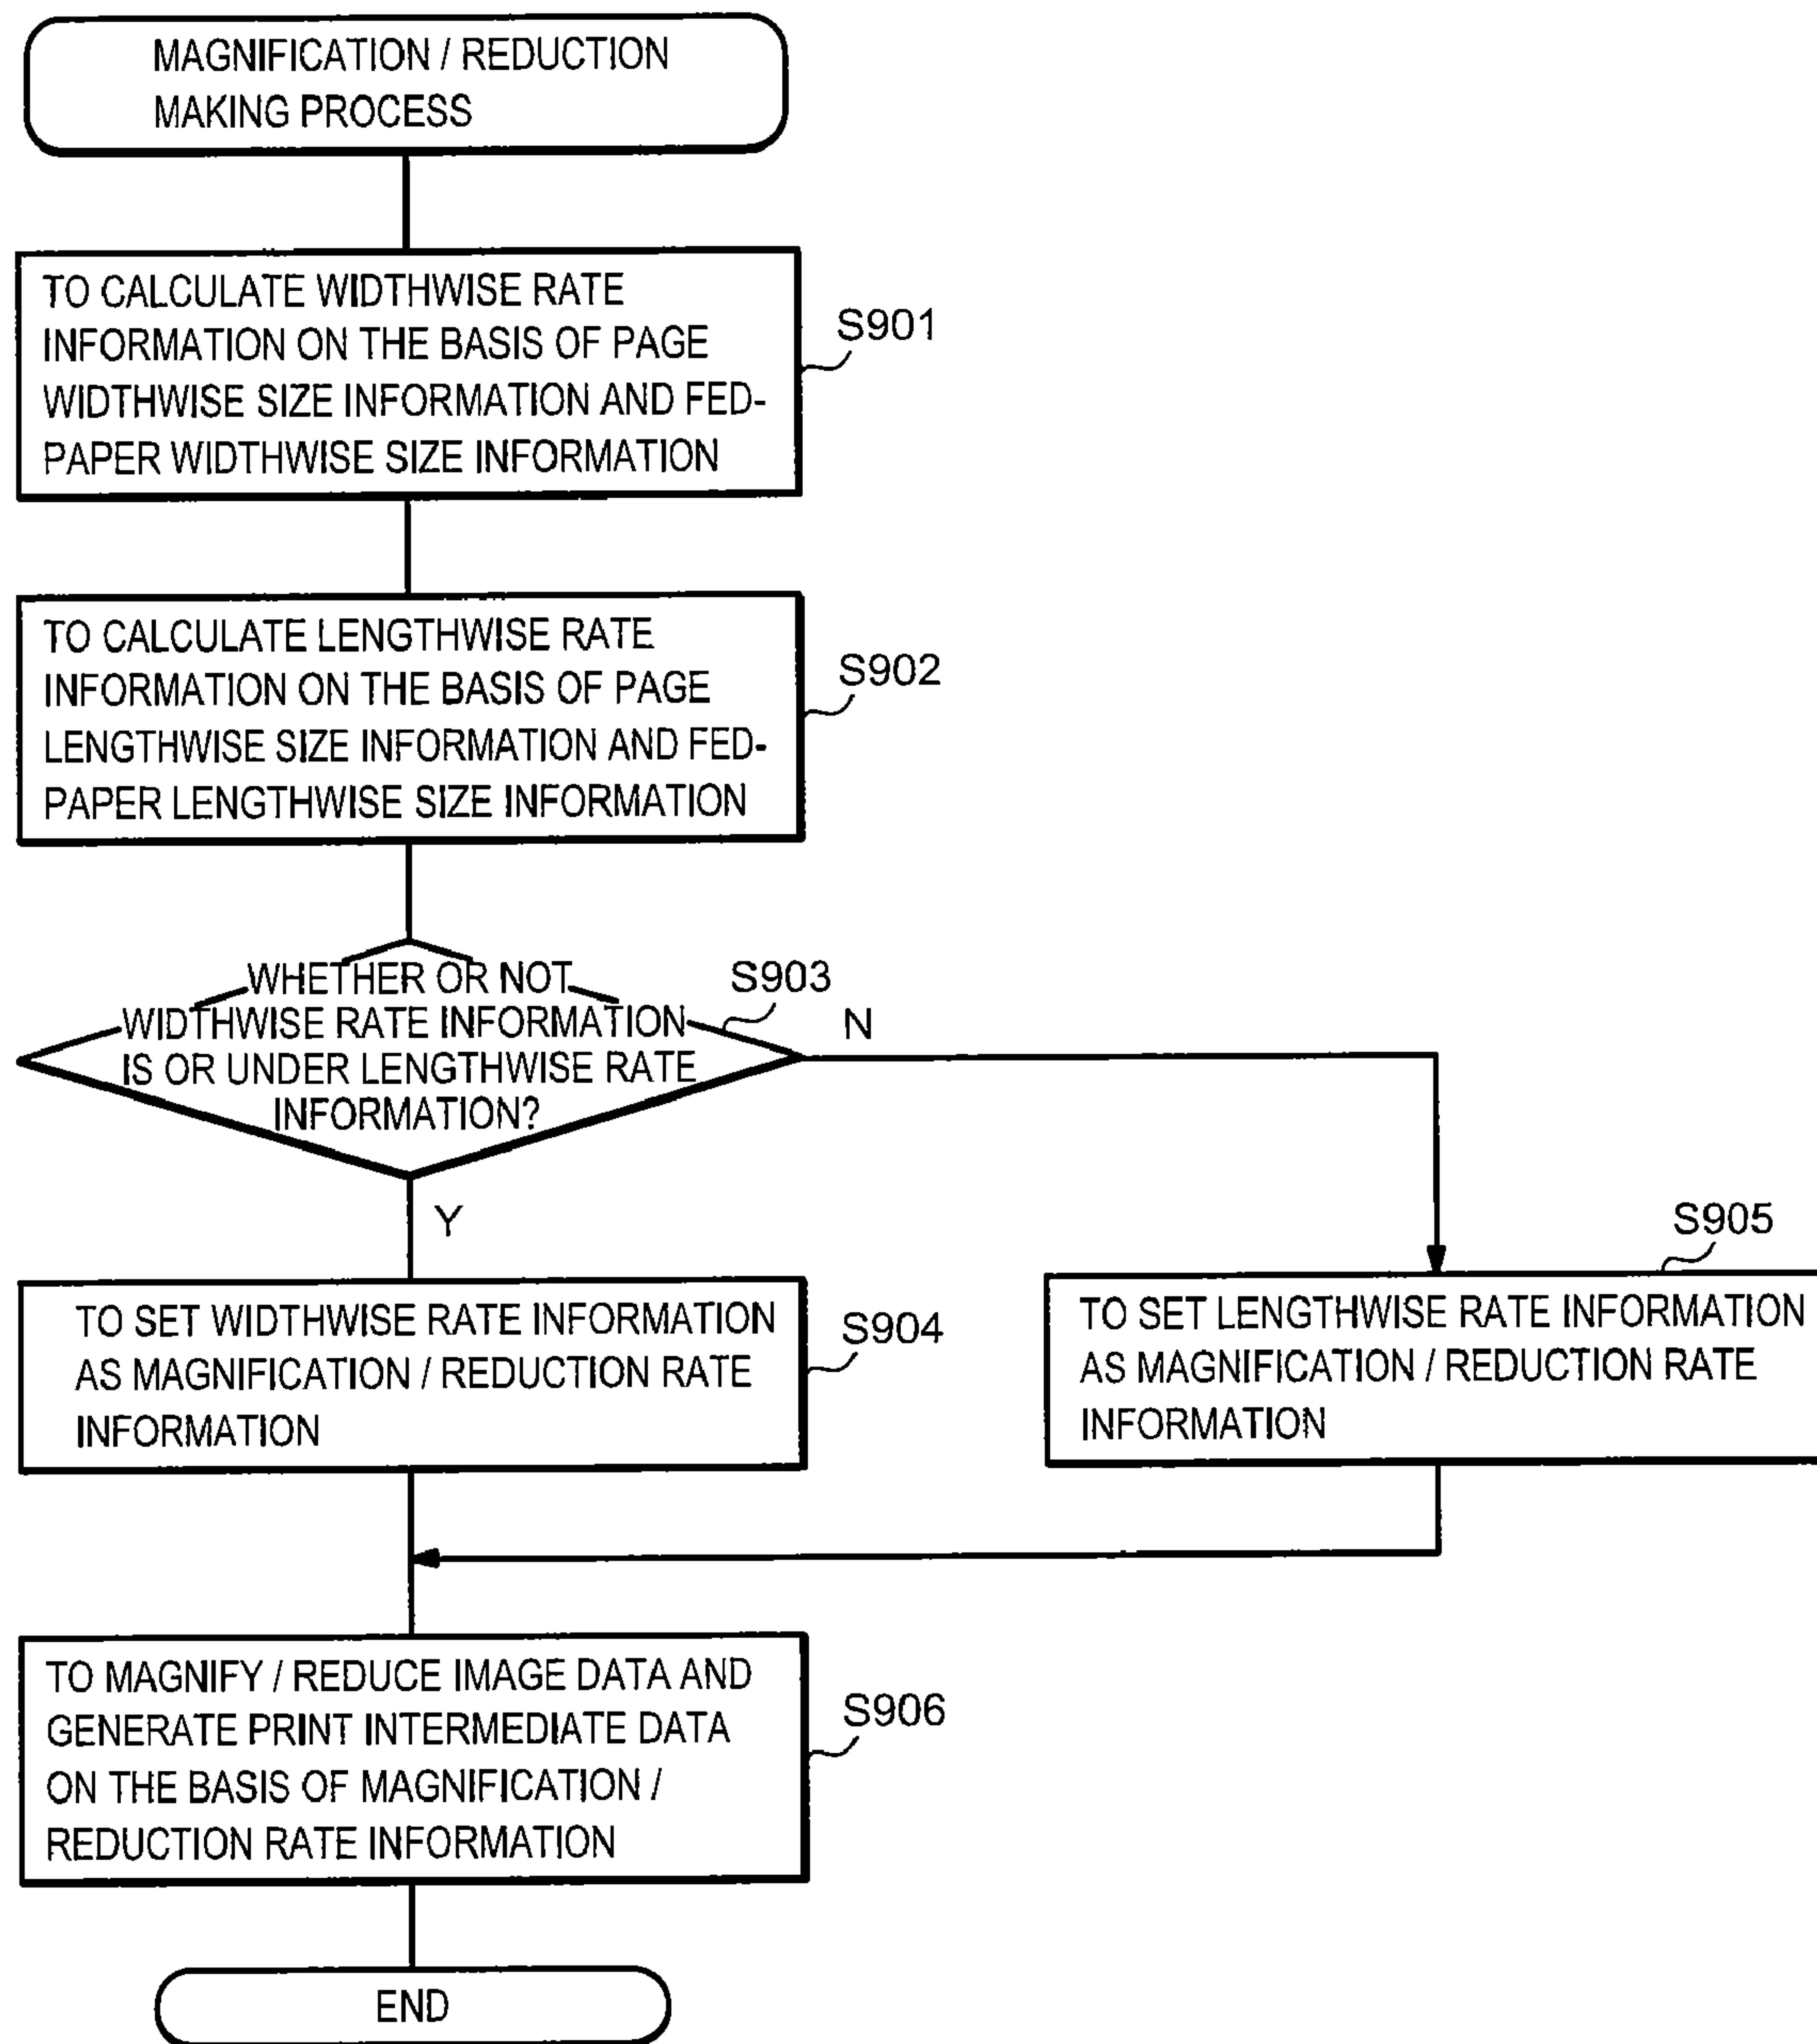 MAGNIFICATION / REDUCTION
MAKING PROCESS
TO CALCULATE WIDTHWISE RATE
INFORMATION ON THE BASIS OF PAGE
WIDTHWISE SIZE INFORMATION AND FED-
PAPER WIDTHWISE SIZE INFORMATION
S901
TO CALCULATE LENGTHWISE RATE
INFORMATION ON THE BASIS OF PAGE
LENGTHWISE SIZE INFORMATION AND FED-
PAPER LENGTHWISE SIZE INFORMATION
S902
WHETHER OR NOT
WIDTHWISE RATE INFORMATION
IS OR UNDER LENGTHWISE RATE
INFORMATION?
S903
N
Y
TO SET WIDTHWISE RATE INFORMATION
AS MAGNIFICATION / REDUCTION RATE
INFORMATION
S904
S905
TO SET LENGTHWISE RATE INFORMATION
AS MAGNIFICATION / REDUCTION RATE
INFORMATION
TO MAGNIFY / REDUCE IMAGE DATA AND
GENERATE PRINT INTERMEDIATE DATA
ON THE BASIS OF MAGNIFICATION /
REDUCTION RATE INFORMATION
S906
END